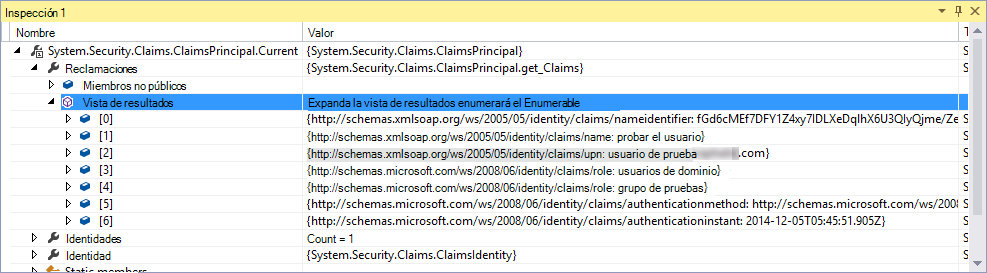 Inspección 1
Nombre Valor
System.Security.Claims.ClaimsPrincipal.Current {System.Security.Claims.ClaimsPrincipal}
Reclamaciones {System.Security.Claims.ClaimsPrincipal.get_Claims}
Miembros no públicos
Vista de resultados Expanda la vista de resultados enumerará el Enumerable
[0] {http://schemas.xmlsoap.org/ws/2005/05/identity/claims/nameidentifier:
[1] {http://schemas.xmlsoap.org/ws/2005/05/identity/claims/name: probar el usuario}
[2] {http://schemas.xmlsoap.org/ws/2005/05/identity/claims/upn: usuario de prueba .com}
[3] {http://schemas.microsoft.com/ws/2008/06/identity/claims/role: usuarios de dominio}
[4] {http://schemas.microsoft.com/ws/2008/06/identity/claims/role: grupo de pruebas}
[5] {http://schemas.microsoft.com/ws/2008/06/identity/claims/authenticationmethod: http://schemas.microsoft.com/ws/200
[6] {http://schemas.microsoft.com/ws/2008/06/identity/claims/authenticationinstant: 2014-12-05T05:45:51.905Z}
Identidades Count = 1
Identidad {System.Security.Claims.ClaimsIdentity}
Static members